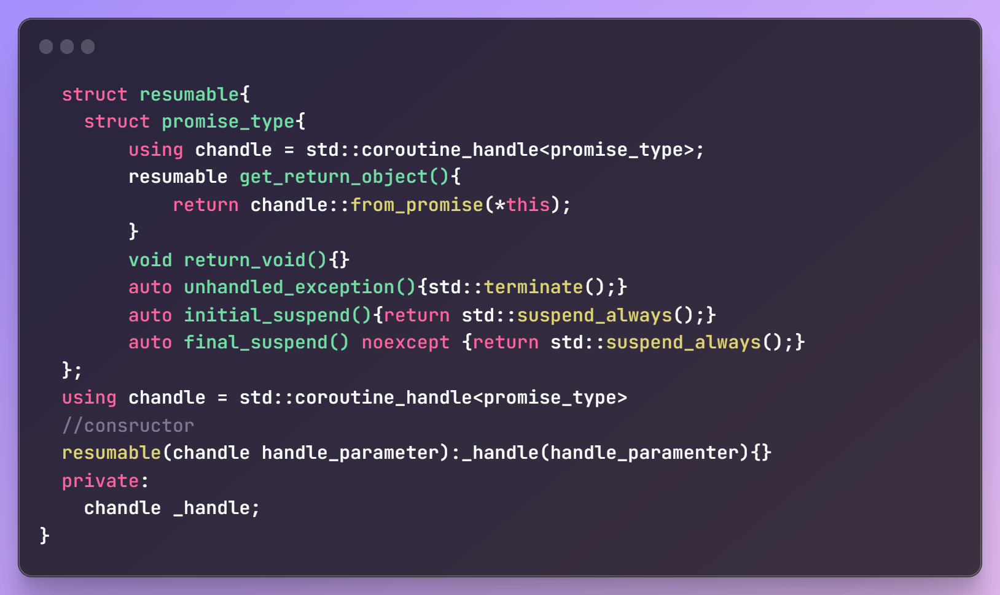 struct resumable{
struct promise_type{
using chandle = std::coroutine_handle<promise_type>;
resumable get_return_object(){
return chandle::from_promise(*this);
}
void return_void(){}
auto unhandled_exception(){std::terminate();}
auto initial_suspend(){return std::suspend_always();}
auto final_suspend() noexcept {return std::suspend_always();}
};
using chandle = std::coroutine_handle<promise_type>
//consructor
resumable(chandle handle_parameter):_handle(handle_paramenter){}
private:
chandle _handle;
}